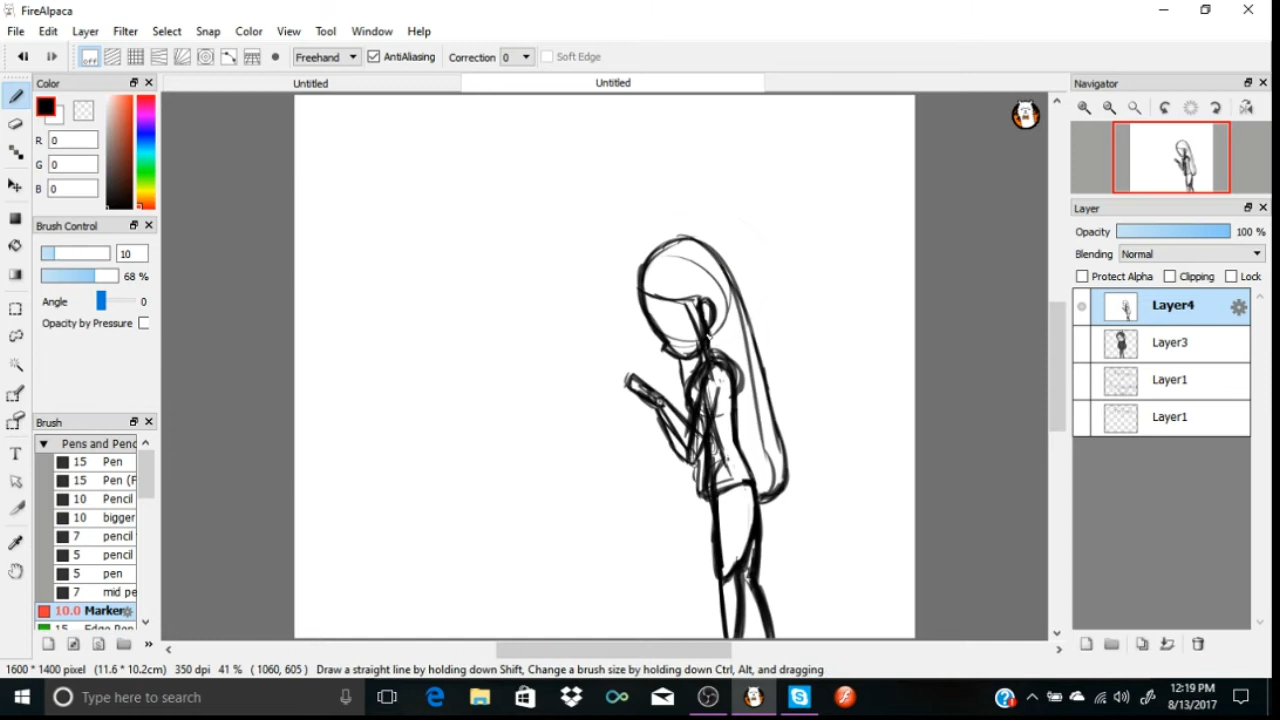 FireAlpaca
File Edit Layer Filter Select Snap Color View Tool Window Help
off Freehand AntiAliasing Correction 0 Soft Edge
Color Untitled Untitled Navigator
R 0
G 0
B 0
Layer
Brush Control
Opacity 100 %
10
Blending Normal
68 %
Protect Alpha Clipping Lock
Angle 0
Layer4
Opacity by Pressure
Layer3
Layer1
Layer1
Brush
Pens and Penc
15 Pen
15 Pen (F
10 Pencil
10 bigger
7 pencil
5 pencil
5 pen
7 mid pe
10.0 Marker
15 Edge Pen
1600 * 1400 pixel (11.6 * 10.2cm) 350 dpi 41 % ( 1060, 605 ) Draw a straight line by holding down Shift, Change a brush size by holding down Ctrl, Alt, and dragging
Type here to search
12:19 PM
8/13/2017